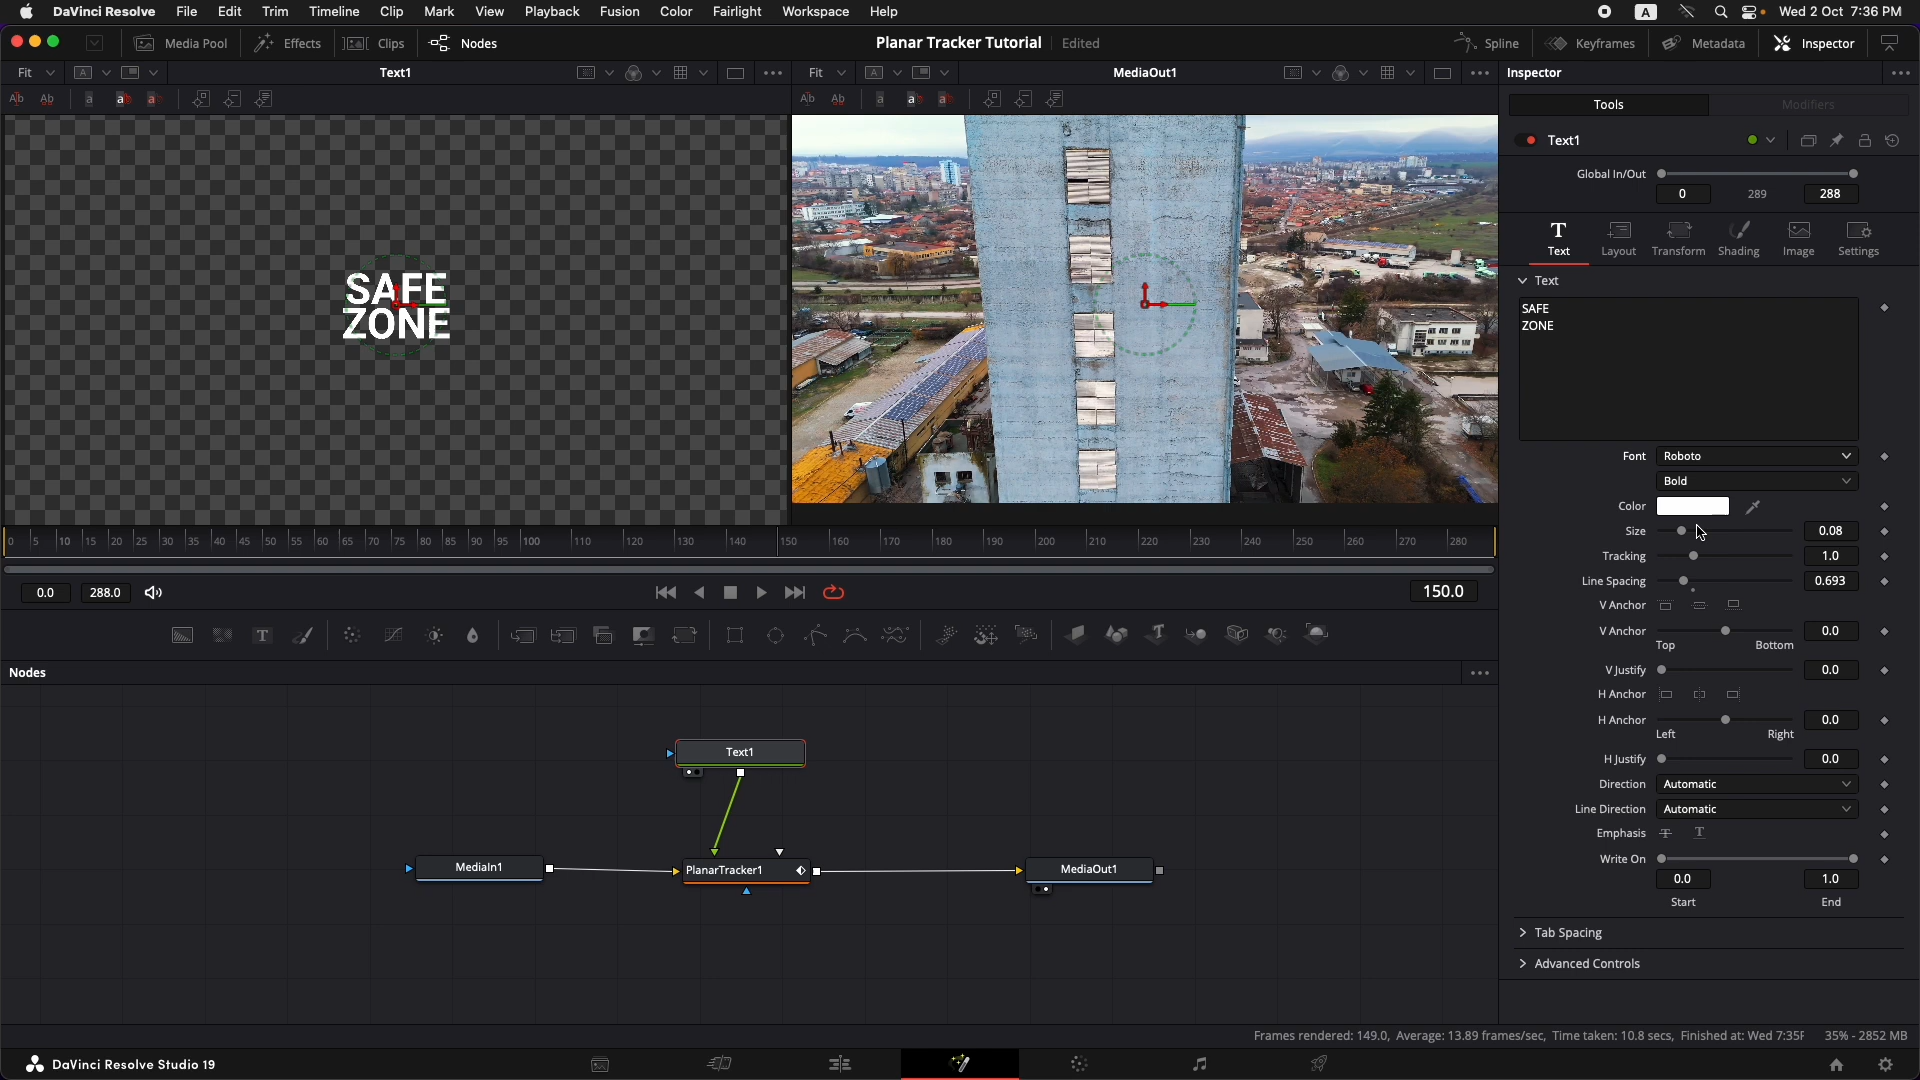 DaVinci Resolve File Edit Trim Timeline Clip Mark View Playback Fusion Color Fairlight Workspace Help A Wed 2 Oct 7:36 PM
Media Pool Effects Clips Nodes Planar Tracker Tutorial Edited Spline Keyframes Metadata Inspector
Fit A Text1 Fit A MediaOut1 Inspector
Tools Modifiers
Text1
Global In/Out
0 289 288
Text Layout Transform Shading Image Settings
Text
SAFE
ZONE
SAFE
ZONE
Font Roboto
Bold
Color
Size 0.08
Tracking 1.0
Line Spacing 0.693
V Anchor
V Anchor 0.0
Top Bottom
V Justify 0.0
H Anchor
H Anchor 0.0
Left Right
H Justify 0.0
Direction Automatic
Line Direction Automatic
Emphasis
Write On
0.0 1.0
Start End
Tab Spacing
Advanced Controls
0 5 10 15 20 25 30 35 40 45 50 55 60 65 70 75 80 85 90 95 100 110 120 130 140 150 160 170 180 190 200 210 220 230 240 250 260 270 280
0.0 288.0 150.0
Nodes
Text1
MediaIn1 PlanarTracker1 MediaOut1
Frames rendered: 149.0, Average: 13.89 frames/sec, Time taken: 10.8 secs, Finished at: Wed 7:35 35% - 2852 MB
DaVinci Resolve Studio 19